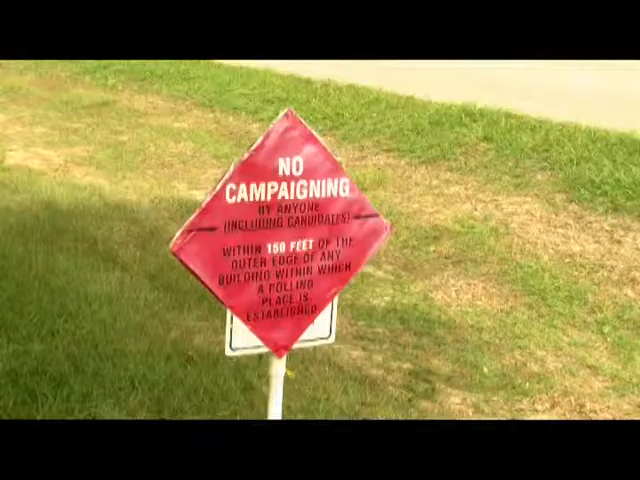 NO
CAMPAIGNING
BY ANYONE
(INCLUDING CANDIDATES)
WITHIN 150 FEET OF THE
OUTER EDGE OF ANY
BUILDING WITHIN WHICH
A POLLING
PLACE IS
ESTABLISHED